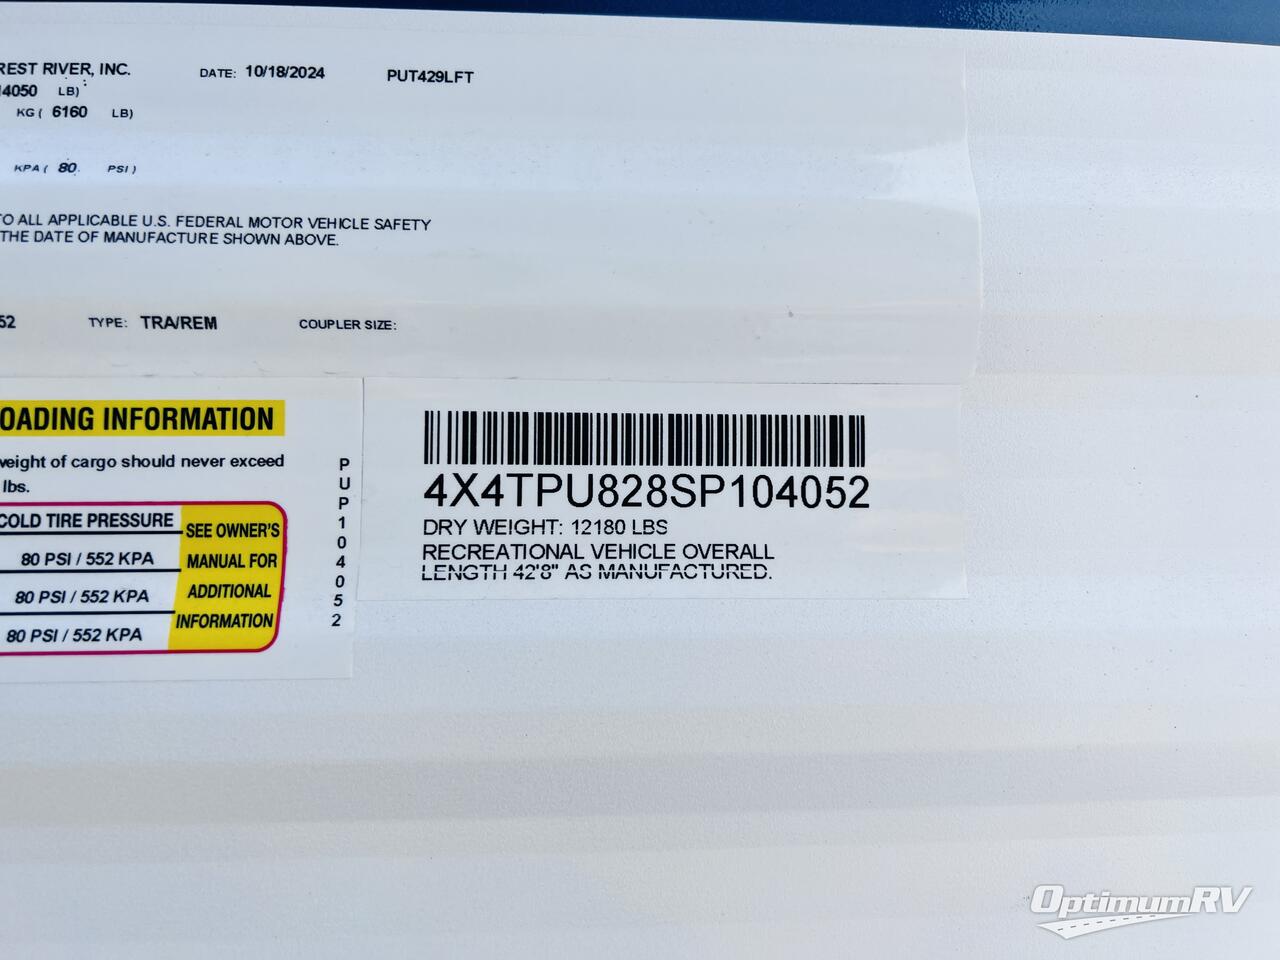 REST RIVER, INC. DATE: 10/18/2024 PUT429LFT
14050 LB)
KG ( 6160 LB)
KPA ( 80 PSI )
TO ALL APPLICABLE U.S. FEDERAL MOTOR VEHICLE SAFETY
THE DATE OF MANUFACTURE SHOWN ABOVE.
52 TYPE: TRA/REM COUPLER SIZE:
OADING INFORMATION
weight of cargo should never exceed
lbs.
COLD TIRE PRESSURE
80 PSI / 552 KPA
80 PSI / 552 KPA
80 PSI / 552 KPA
SEE OWNER'S
MANUAL FOR
ADDITIONAL
INFORMATION
PUP104052
4X4TPU828SP104052
DRY WEIGHT: 12180 LBS
RECREATIONAL VEHICLE OVERALL
LENGTH 42'8" AS MANUFACTURED.
OptimumRV